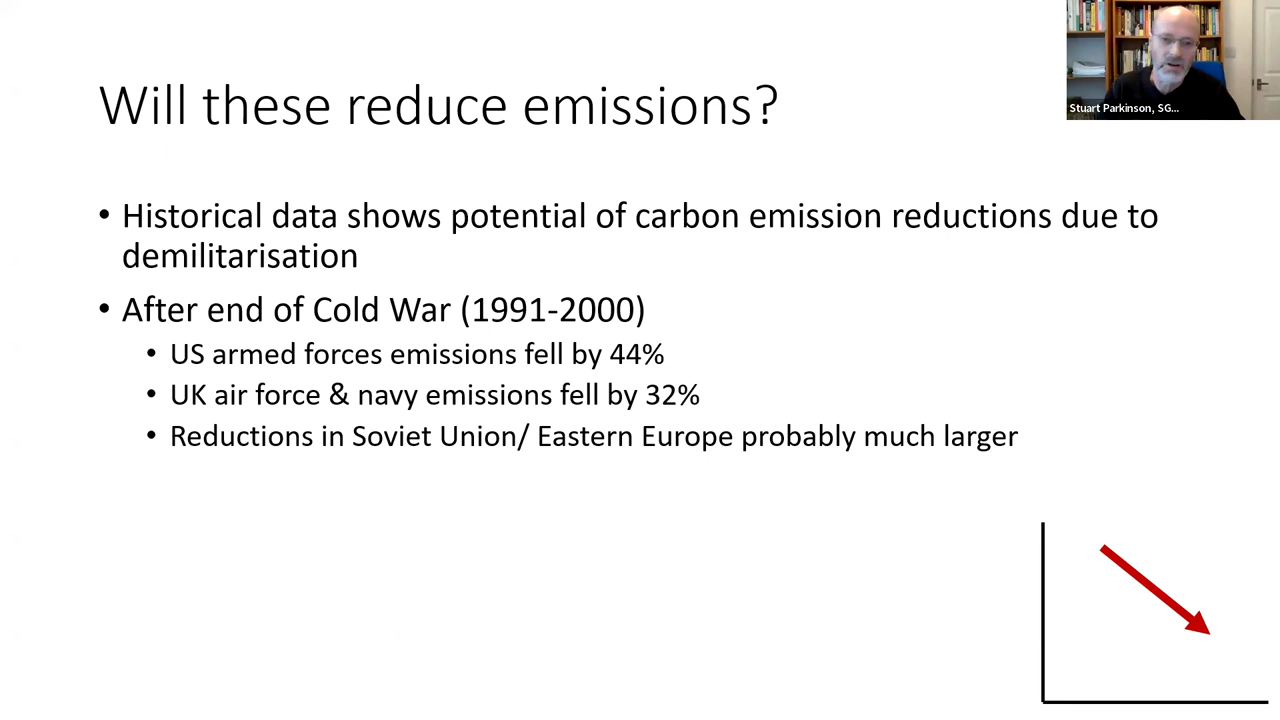 Will these reduce emissions?
• Historical data shows potential of carbon emission reductions due to
demilitarisation
• After end of Cold War (1991-2000)
• US armed forces emissions fell by 44%
• UK air force & navy emissions fell by 32%
• Reductions in Soviet Union/ Eastern Europe probably much larger
Stuart Parkinson, SG...